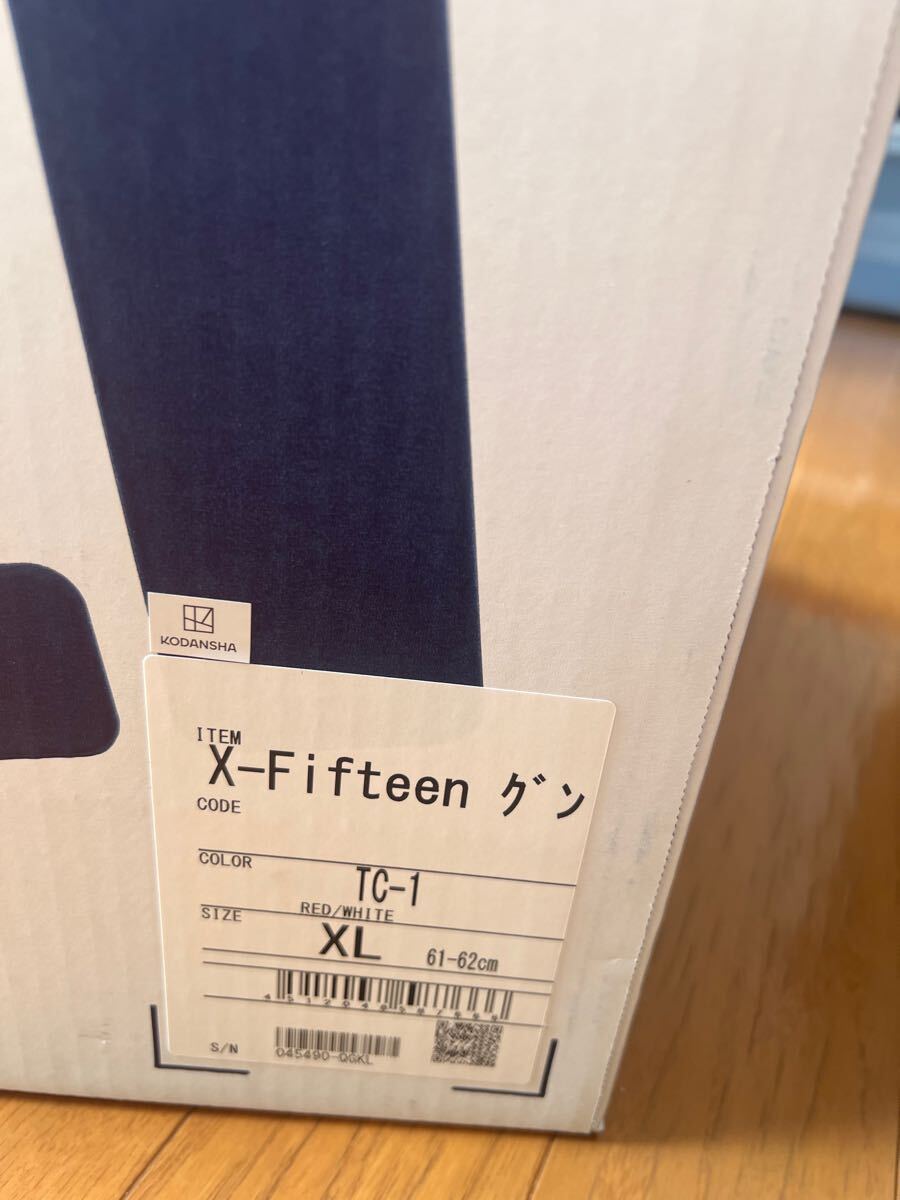 KODANSHA
ITEM
X-Fifteen グン
CODE
COLOR
TC-1
RED/WHITE
SIZE
XL 61-62cm
S/N
045490-QGKL